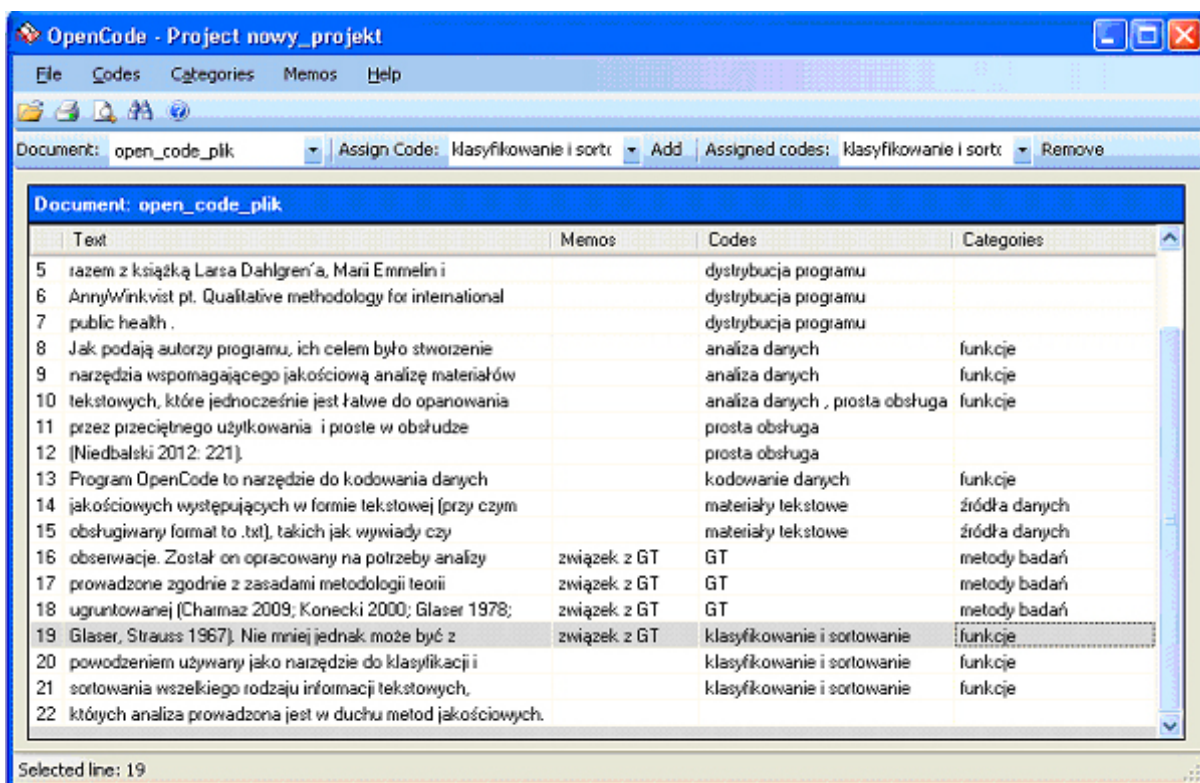 OpenCode - Project nowy_projekt
File Codes Categories Memos Help
Document: open_code_plik Assign Code: klasyfikowanie i sortc Add Assigned codes: klasyfikowanie i sortc Remove
Document: open_code_plik
Text Memos Codes Categories
5 razem z książką Larsa Dahlgren´a, Marii Emmelin i dystrybucja programu
6 AnnyWinkvist pt. Qualitative methodology for international dystrybucja programu
7 public health . dystrybucja programu
8 Jak podają autorzy programu, ich celem było stworzenie analiza danych funkcje
9 narzędzia wspomagającego jakościową analizę materiałów analiza danych funkcje
10 tekstowych, które jednocześnie jest łatwe do opanowania analiza danych , prosta obsługa funkcje
11 przez przeciętnego użytkowania i proste w obsłudze prosta obsługa
12 (Niedbalski 2012: 221). prosta obsługa
13 Program OpenCode to narzędzie do kodowania danych kodowanie danych funkcje
14 jakościowych występujących w formie tekstowej (przy czym materiały tekstowe źródła danych
15 obsługiwany format to .txt), takich jak wywiady czy materiały tekstowe źródła danych
16 obserwacje. Został on opracowany na potrzeby analizy związek z GT GT metody badań
17 prowadzone zgodnie z zasadami metodologii teorii związek z GT GT metody badań
18 ugruntowanej (Charmaz 2009; Konecki 2000; Glaser 1978; związek z GT GT metody badań
19 Glaser, Strauss 1967). Nie mniej jednak może być z związek z GT klasyfikowanie i sortowanie funkcje
20 powodzeniem używany jako narzędzie do klasyfikacji i klasyfikowanie i sortowanie funkcje
21 sortowania wszelkiego rodzaju informacji tekstowych, klasyfikowanie i sortowanie funkcje
22 których analiza prowadzona jest w duchu metod jakościowych.
Selected line: 19